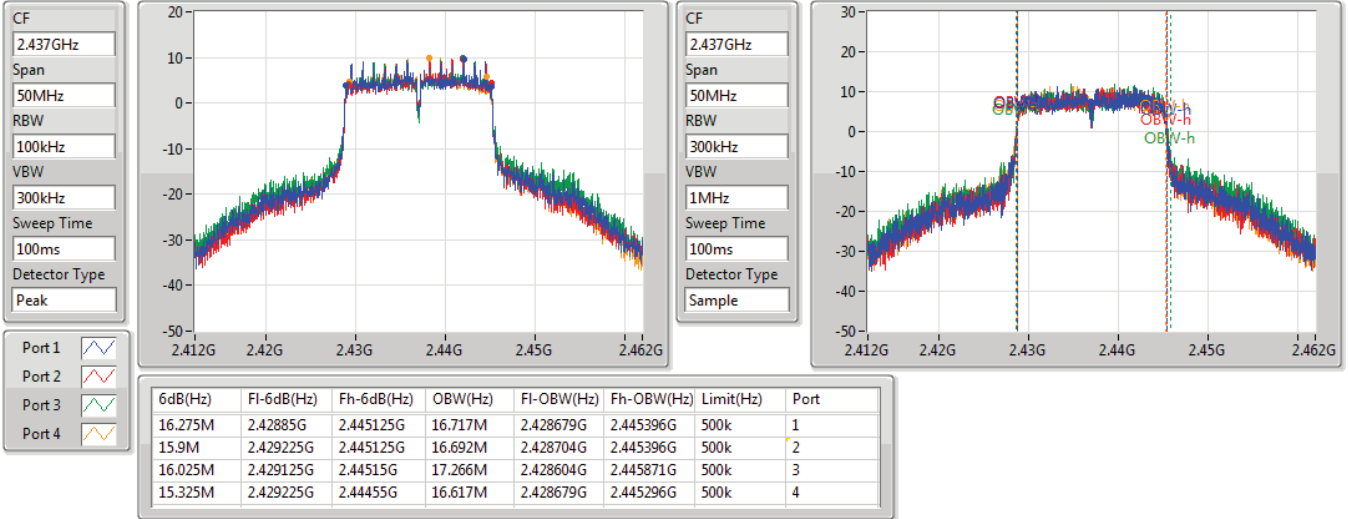 CF
2.437GHz
Span
50MHz
RBW
100kHz
VBW
300kHz
Sweep Time
100ms
Detector Type
Peak
20
10
0
-10
-20
-30
-40
-50
2.412G 2.42G 2.43G 2.44G 2.45G 2.462G
CF
2.437GHz
Span
50MHz
RBW
300kHz
VBW
1MHz
Sweep Time
100ms
Detector Type
Sample
30
20
10
0
-10
-20
-30
-40
-50
OBW-h
OBW-h
OBW-h
2.412G 2.42G 2.43G 2.44G 2.45G 2.462G
Port 1
Port 2
Port 3
Port 4
6dB(Hz) Fl-6dB(Hz) Fh-6dB(Hz) OBW(Hz) Fl-OBW(Hz) Fh-OBW(Hz) Limit(Hz) Port
16.275M 2.42885G 2.445125G 16.717M 2.428679G 2.445396G 500k 1
15.9M 2.429225G 2.445125G 16.692M 2.428704G 2.445396G 500k 2
16.025M 2.429125G 2.44515G 17.266M 2.428604G 2.445871G 500k 3
15.325M 2.429225G 2.44455G 16.617M 2.428679G 2.445296G 500k 4